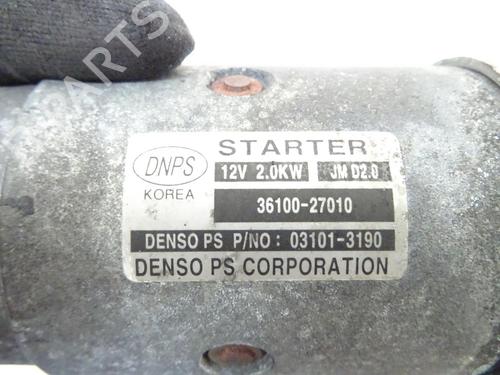 STARTER
DNPS 12V 2.0KW JM D2.0
KOREA 36100-27010
DENSO PS P/NO : 03101-3190
DENSO PS CORPORATION
B-PARTS